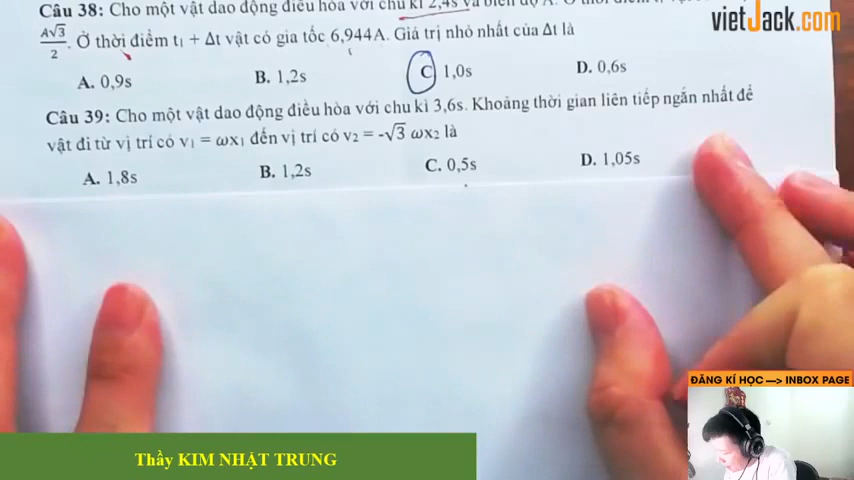 Câu 38: Cho một vật dao động điều hòa với chu kì 2,4s và biên độ A. Ở thời điểm
A√3/2. Ở thời điểm t₁ + Δt vật có gia tốc 6,944A. Giá trị nhỏ nhất của Δt là
A. 0,9s B. 1,2s C 1,0s D. 0,6s
Câu 39: Cho một vật dao động điều hòa với chu kì 3,6s. Khoảng thời gian liên tiếp ngắn nhất để
vật đi từ vị trí có v₁ = ωx₁ đến vị trí có v₂ = -√3 ωx₂ là
A. 1,8s B. 1,2s C. 0,5s D. 1,05s
vietJack.com
ĐĂNG KÍ HỌC —> INBOX PAGE
Thầy KIM NHẬT TRUNG